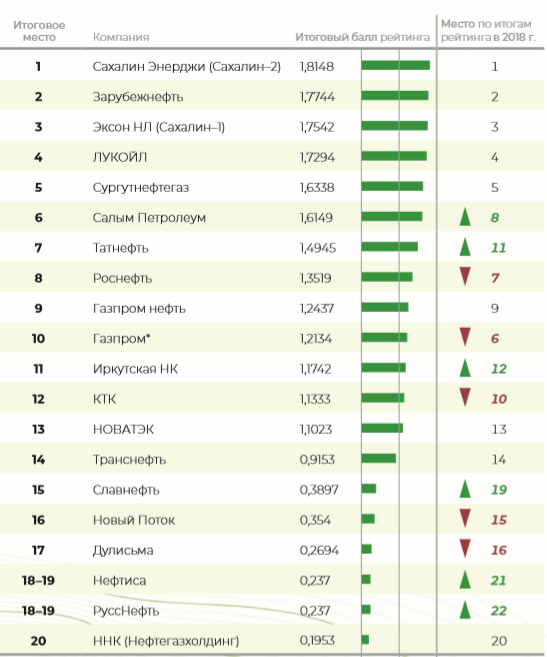 Итоговое место Компания Итоговый балл рейтинга Место по итогам рейтинга в 2018 г.
1 Сахалин Энерджи (Сахалин–2) 1,8148 1
2 Зарубежнефть 1,7744 2
3 Эксон НЛ (Сахалин–1) 1,7542 3
4 ЛУКОЙЛ 1,7294 4
5 Сургутнефтегаз 1,6338 5
6 Салым Петролеум 1,6149 8
7 Татнефть 1,4945 11
8 Роснефть 1,3519 7
9 Газпром нефть 1,2437 9
10 Газпром* 1,2134 6
11 Иркутская НК 1,1742 12
12 КТК 1,1333 10
13 НОВАТЭК 1,1023 13
14 Транснефть 0,9153 14
15 Славнефть 0,3897 19
16 Новый Поток 0,354 15
17 Дулисьма 0,2694 16
18–19 Нефтиса 0,237 21
18–19 РуссНефть 0,237 22
20 ННК (Нефтегазхолдинг) 0,1953 20